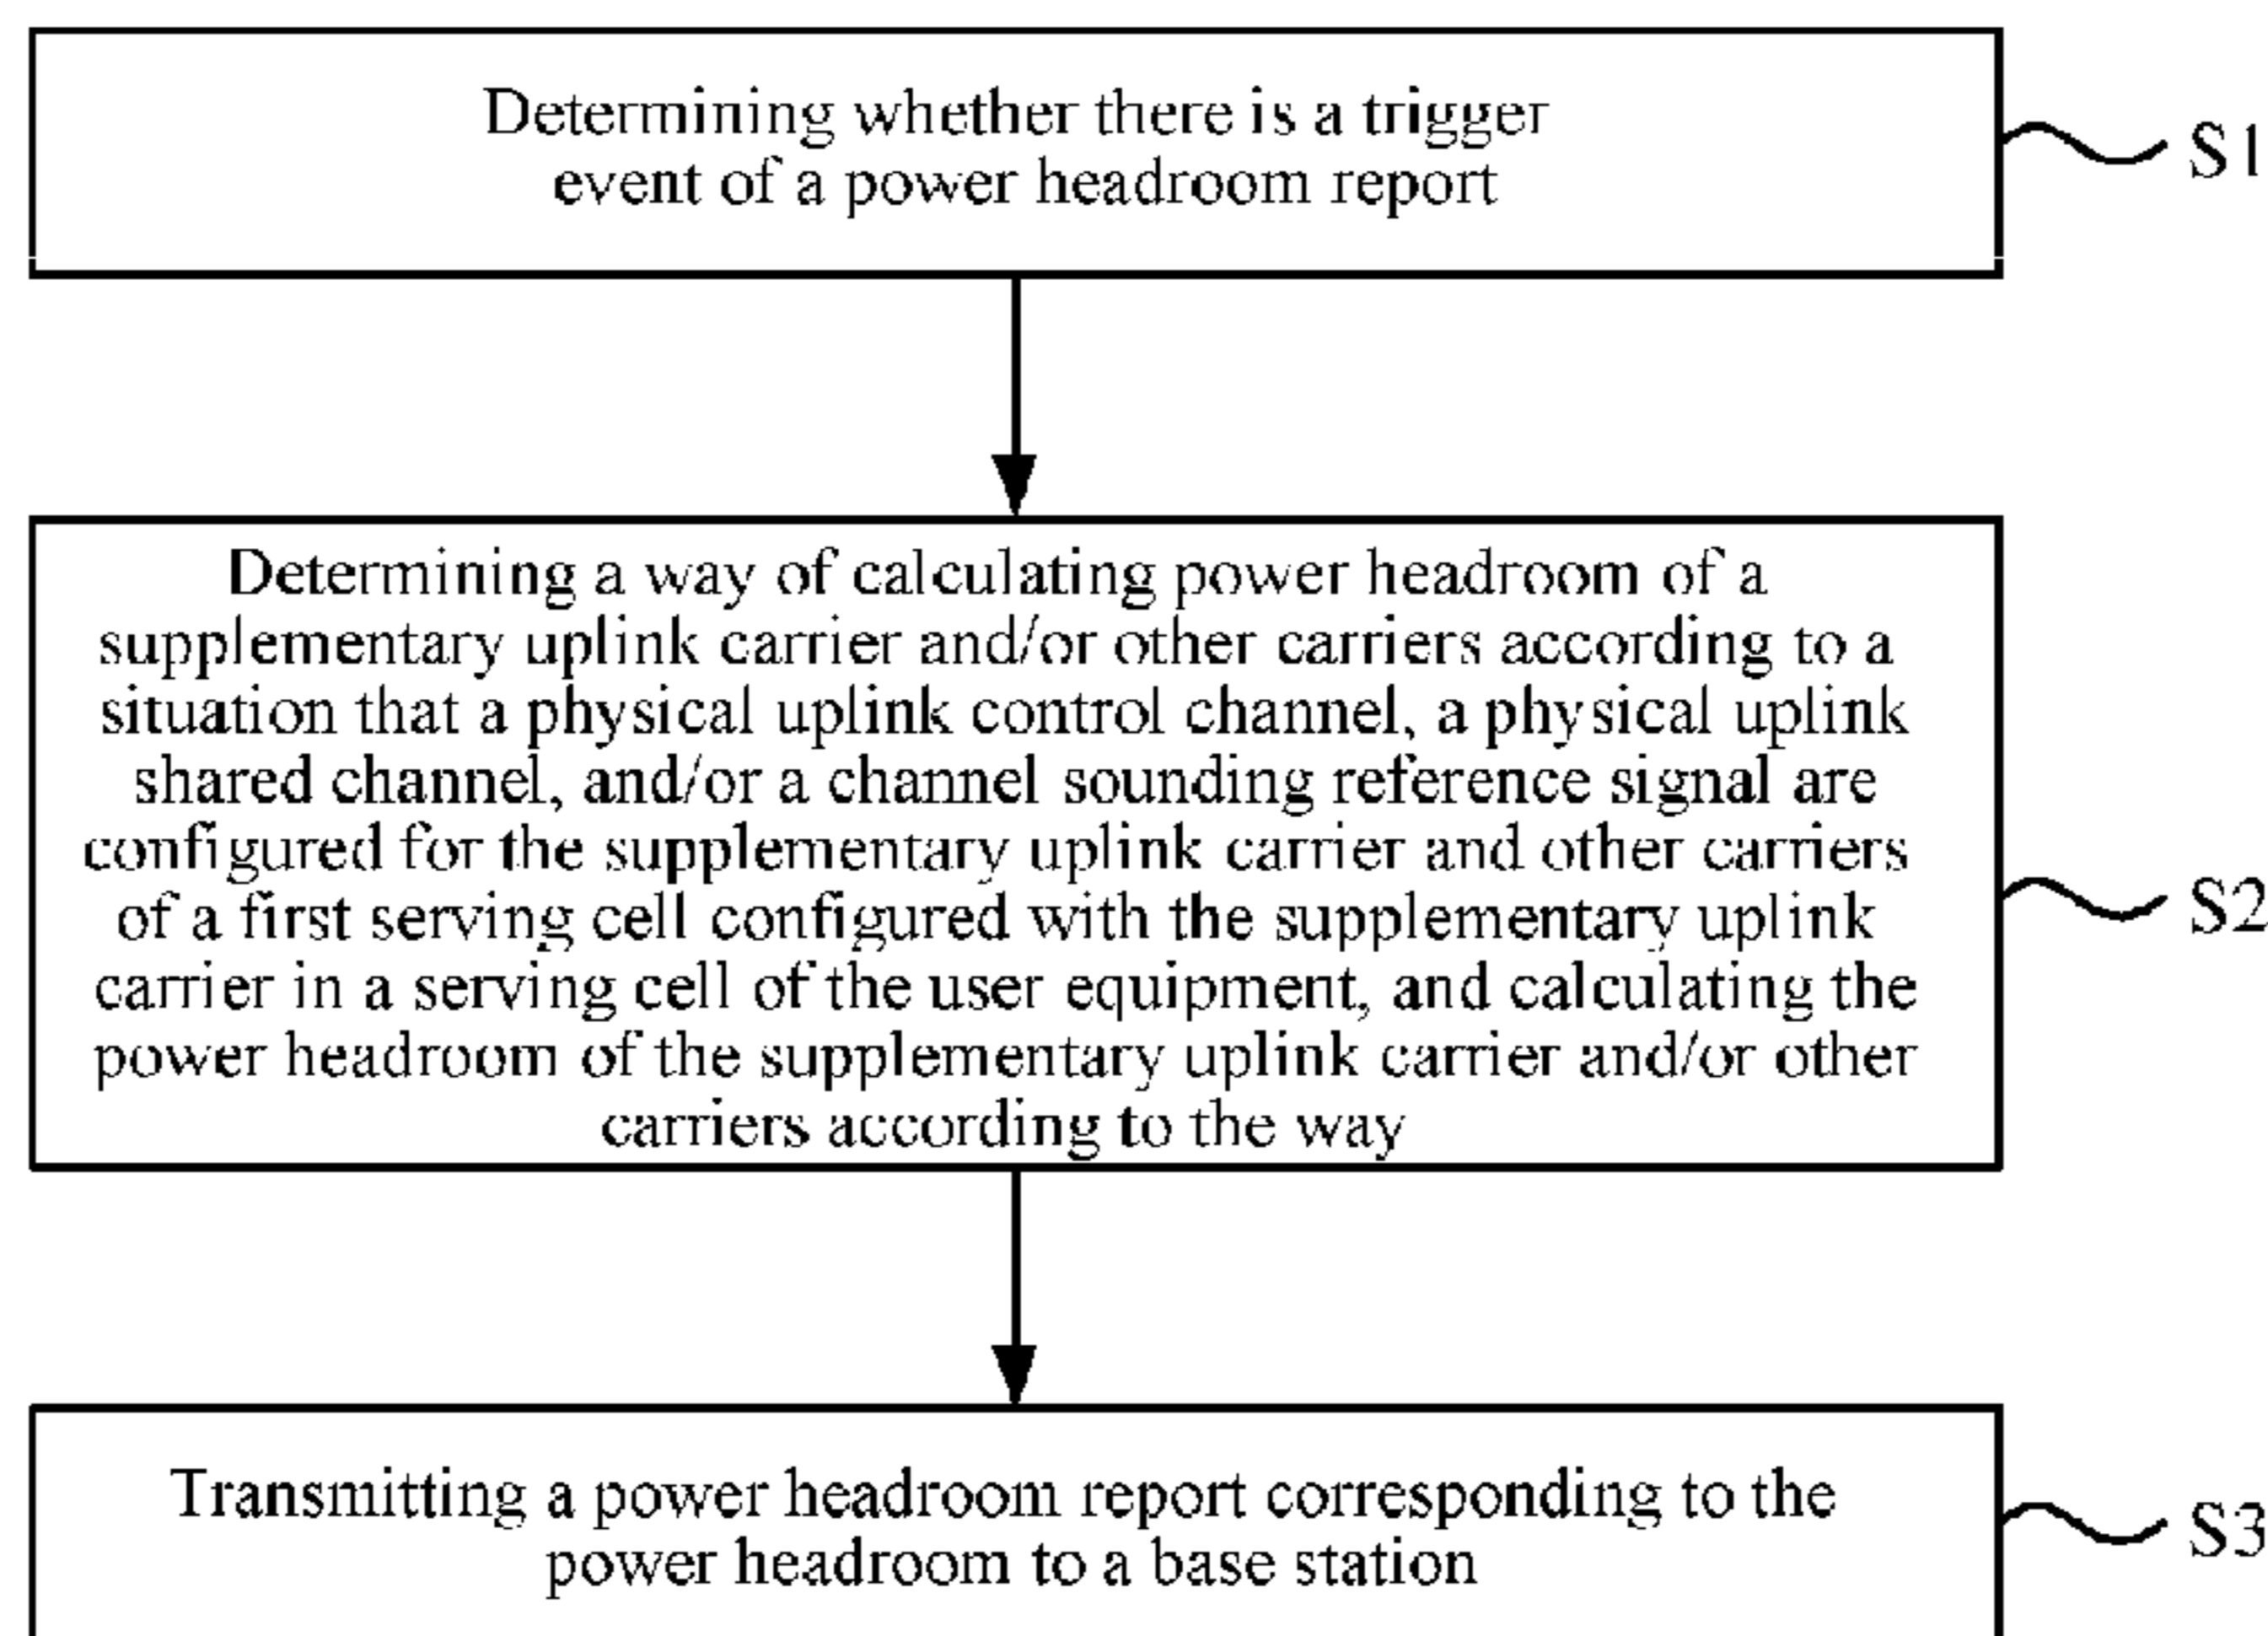 Determining whether there is a trigger
event of a power headroom report
S1
Determining a way of calculating power headroom of a
supplementary uplink carrier and/or other carriers according to a
situation that a physical uplink control channel, a physical uplink
shared channel, and/or a channel sounding reference signal are
configured for the supplementary uplink carrier and other carriers
of a first serving cell configured with the supplementary uplink
carrier in a serving cell of the user equipment, and calculating the
power headroom of the supplementary uplink carrier and/or other
carriers according to the way
S2
Transmitting a power headroom report corresponding to the
power headroom to a base station
S3